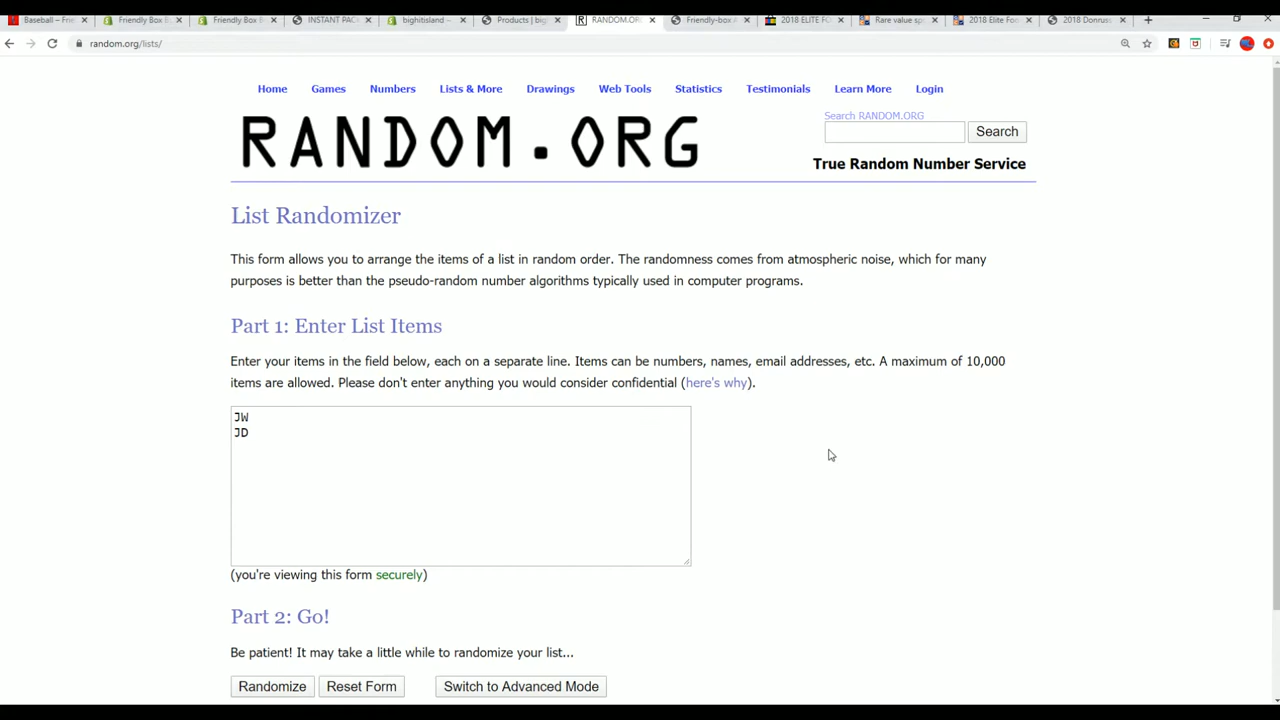 Baseball – Frie
Friendly Box B
Friendly Box B
INSTANT PACK
bighitisland –
Products | bigh
RANDOM.ORG
Friendly-box A
2018 ELITE FO
Rare value sp
2018 Elite Foo
2018 Donruss
random.org/lists/
Home Games Numbers Lists & More Drawings Web Tools Statistics Testimonials Learn More Login
Search RANDOM.ORG
RANDOM.ORG
Search
True Random Number Service
List Randomizer
This form allows you to arrange the items of a list in random order. The randomness comes from atmospheric noise, which for many
purposes is better than the pseudo-random number algorithms typically used in computer programs.
Part 1: Enter List Items
Enter your items in the field below, each on a separate line. Items can be numbers, names, email addresses, etc. A maximum of 10,000
items are allowed. Please don't enter anything you would consider confidential (here's why).
JW
JD
(you're viewing this form securely)
Part 2: Go!
Be patient! It may take a little while to randomize your list...
Randomize Reset Form Switch to Advanced Mode